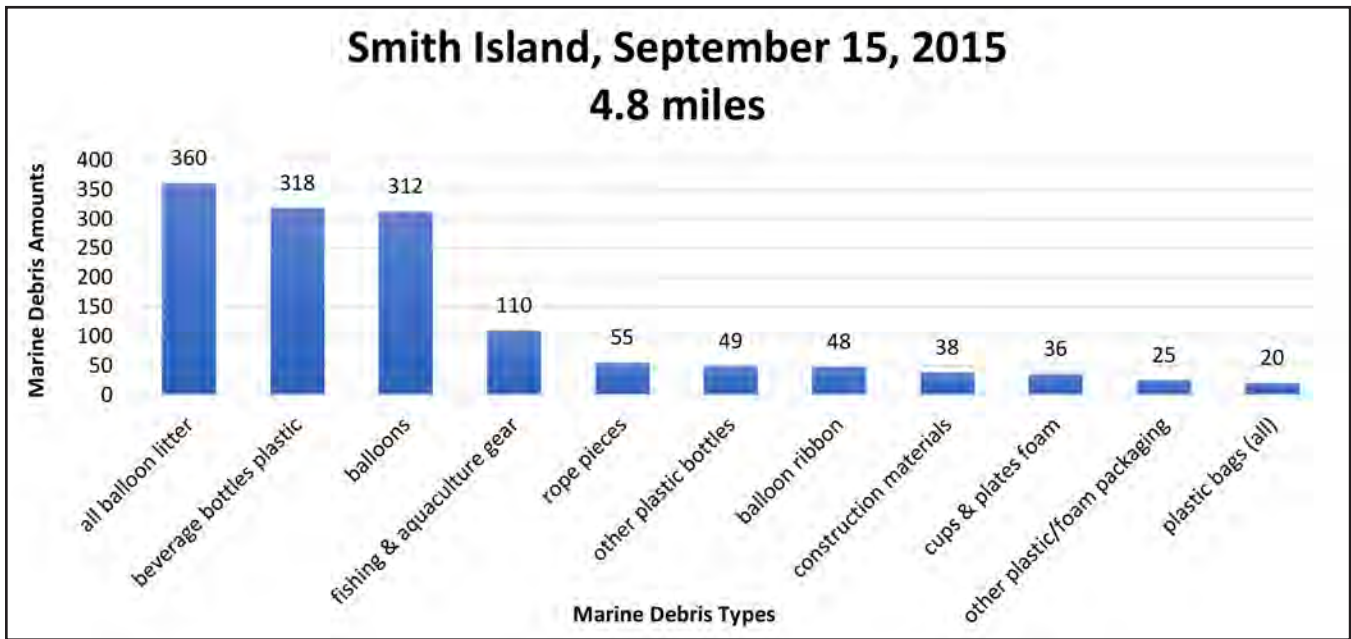 Smith Island, September 15, 2015
4.8 miles
Marine Debris Amounts
400
350
300
250
200
150
100
50
0
360
318
312
110
55
49
48
38
36
25
20
all balloon litter
beverage bottles plastic
balloons
fishing & aquaculture gear
rope pieces
other plastic bottles
balloon ribbon
construction materials
cups & plates foam
other plastic/foam packaging
plastic bags (all)
Marine Debris Types